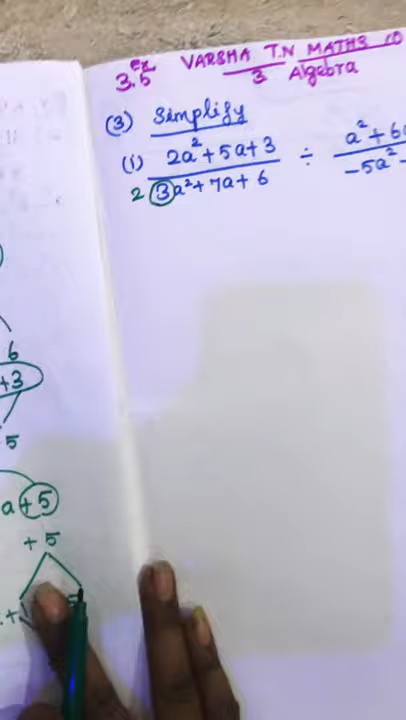 Ex 3.5 VARSHA T.N MATHS 10
3 Algebra
(3) Simplify
(i) 2a²+5a+3 ÷ a²+6a
2 3a²+7a+6 -5a²-
6
+3
5
a+5
+5